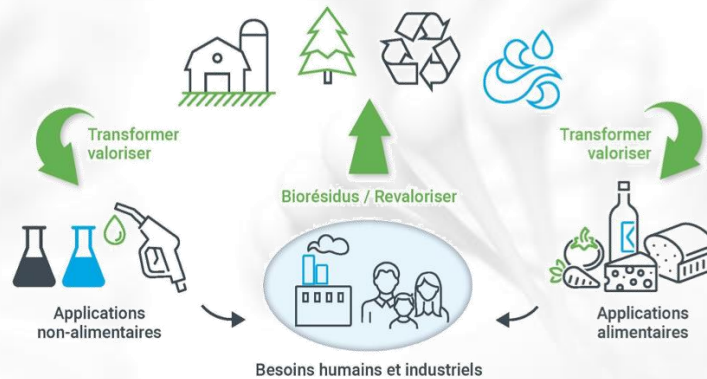 Transformer
valoriser
Transformer
valoriser
Biorésidus / Revaloriser
Applications
non-alimentaires
Applications
alimentaires
Besoins humains et industriels